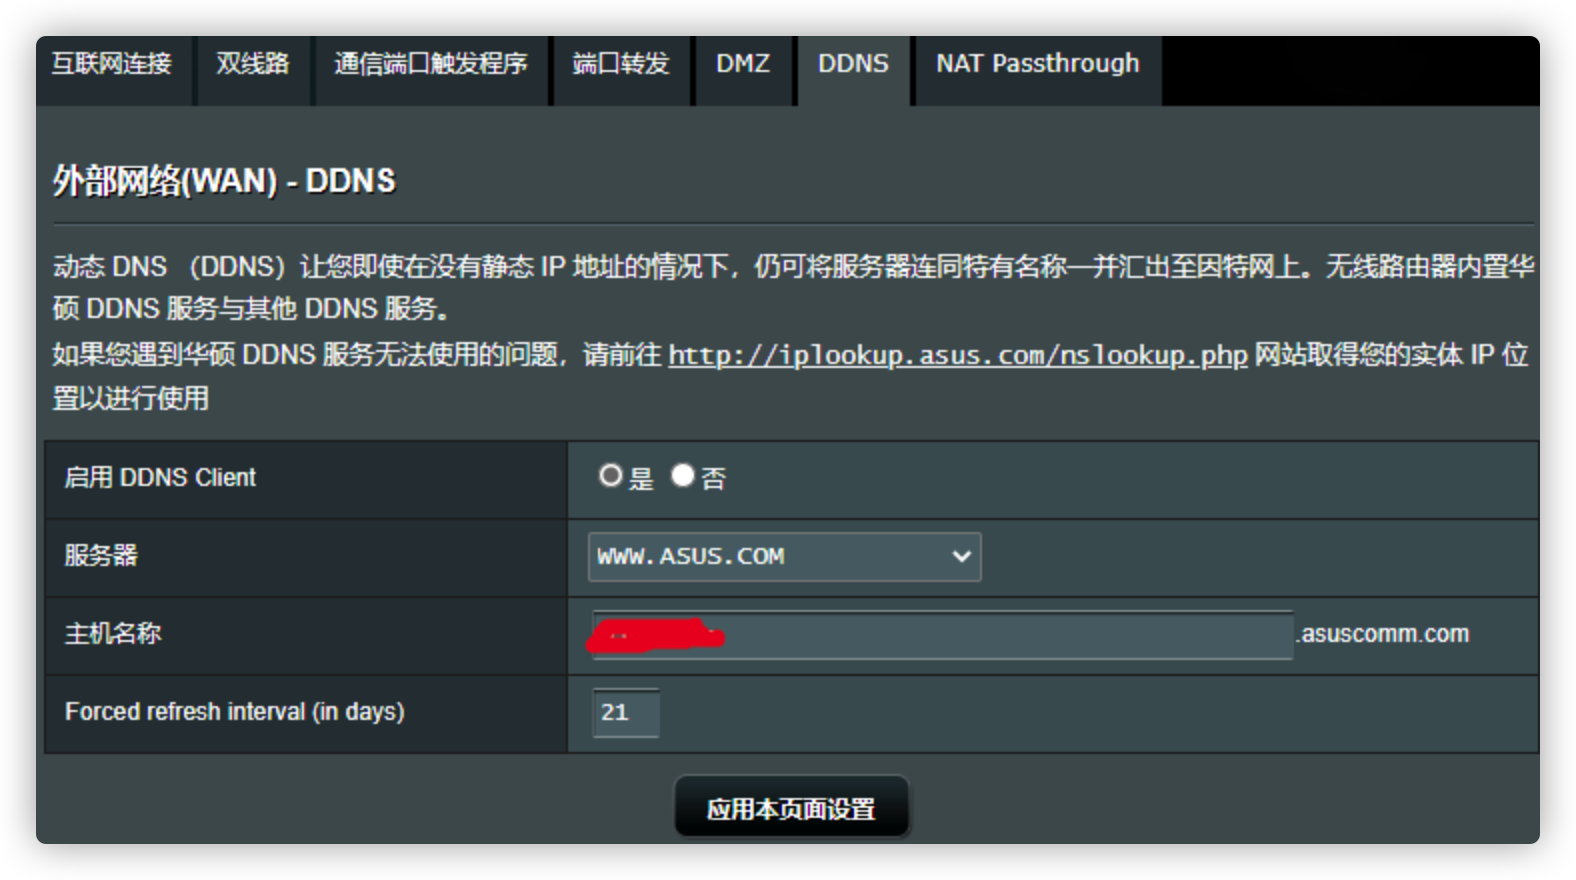 互联网连接 双线路 通信端口触发程序 端口转发 DMZ DDNS NAT Passthrough
外部网络(WAN) - DDNS
动态 DNS （DDNS）让您即使在没有静态 IP 地址的情况下，仍可将服务器连同特有名称一并汇出至因特网上。无线路由器内置华
硕 DDNS 服务与其他 DDNS 服务。
如果您遇到华硕 DDNS 服务无法使用的问题，请前往 http://iplookup.asus.com/nslookup.php 网站取得您的实体 IP 位
置以进行使用
启用 DDNS Client 是 否
服务器 WWW.ASUS.COM
主机名称 .asuscomm.com
Forced refresh interval (in days) 21
应用本页面设置